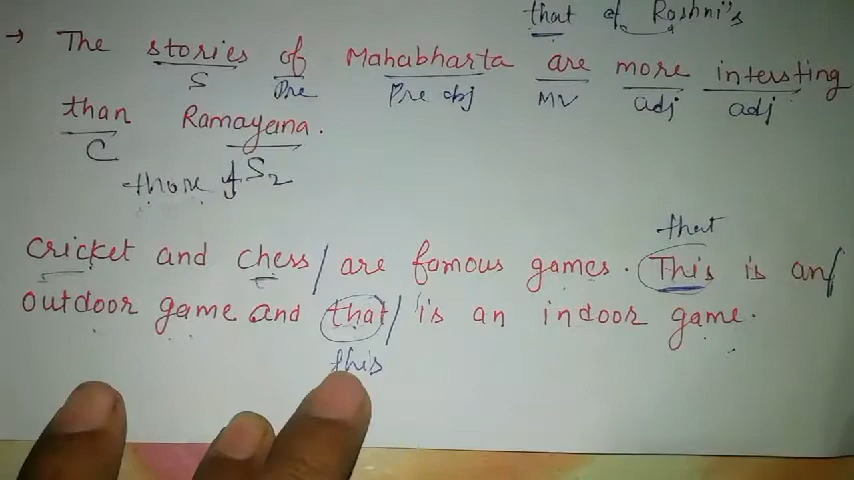 that of Roshni's
→ The stories of Mahabharta are more intersting
S Pre Pre obj MV adj adj
than Ramayana.
C S2
those of
that
Cricket and chess/ are famous games. This is an/
outdoor game and that/ is an indoor game.
this